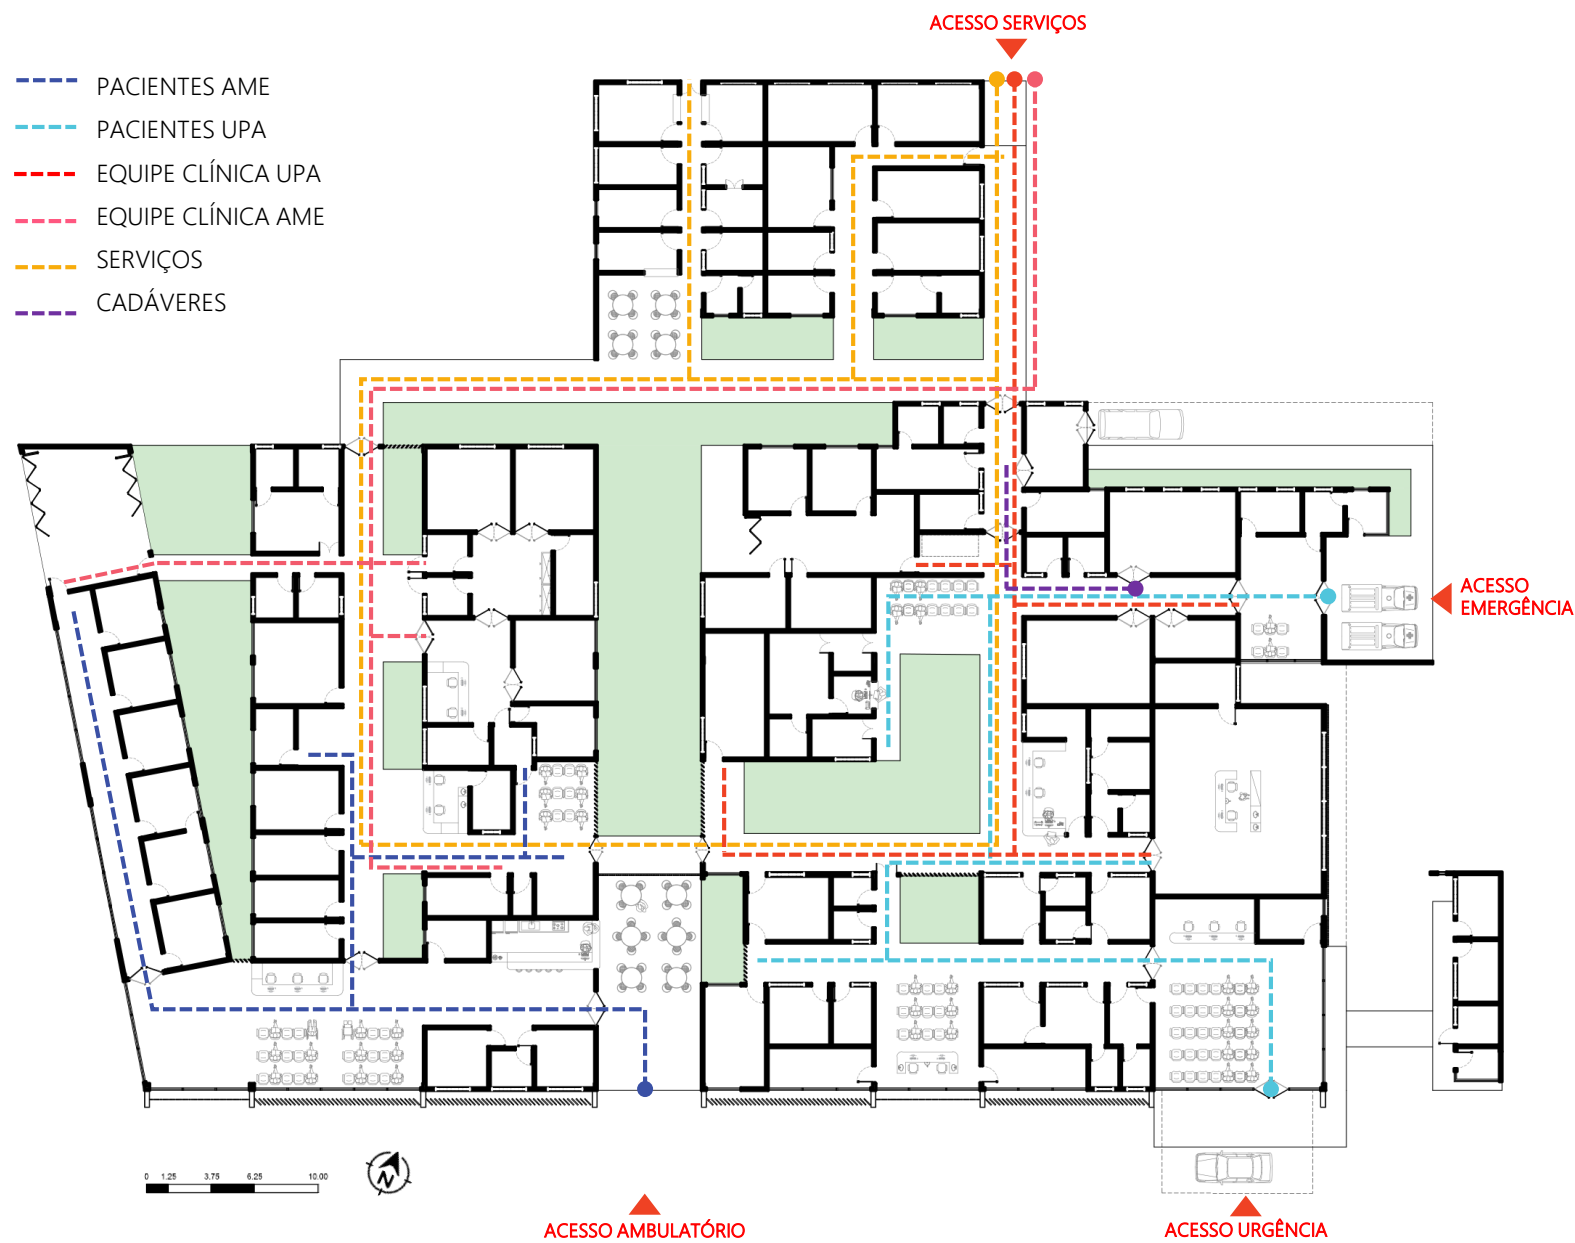 ACESSO SERVIÇOS
PACIENTES AME
PACIENTES UPA
EQUIPE CLÍNICA UPA
EQUIPE CLÍNICA AME
SERVIÇOS
CADÁVERES
ACESSO
EMERGÊNCIA
0 1.25 3.75 6.25 10.00
N
ACESSO AMBULATÓRIO
ACESSO URGÊNCIA